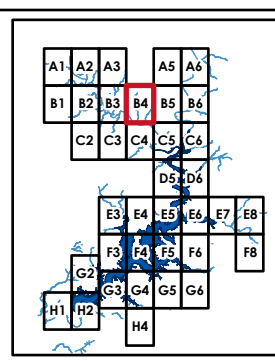 A1 A2 A3 A5 A6
B1 B2 B3 B4 B5 B6
C2 C3 C4 C5 C6
D5 D6
E3 E4 E5 E6 E7 E8
F3 F4 F5 F6 F8
G2
G3 G4 G5 G6
H1 H2
H4